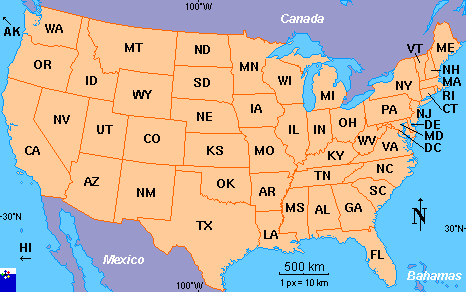 100°W
Canada
AK
WA
MT
ND
MN
VT
ME
OR
ID
SD
WI
MI
NY
NH
MA
RI
CT
WY
NV
UT
CO
NE
IA
IL
IN
OH
PA
NJ
DE
MD
DC
CA
KS
MO
KY
WV
VA
AZ
NM
OK
AR
TN
NC
SC
TX
LA
MS
AL
GA
FL
30°N
30°N
HI
N
Mexico
100°W
500 km
1 px = 10 km
Bahamas